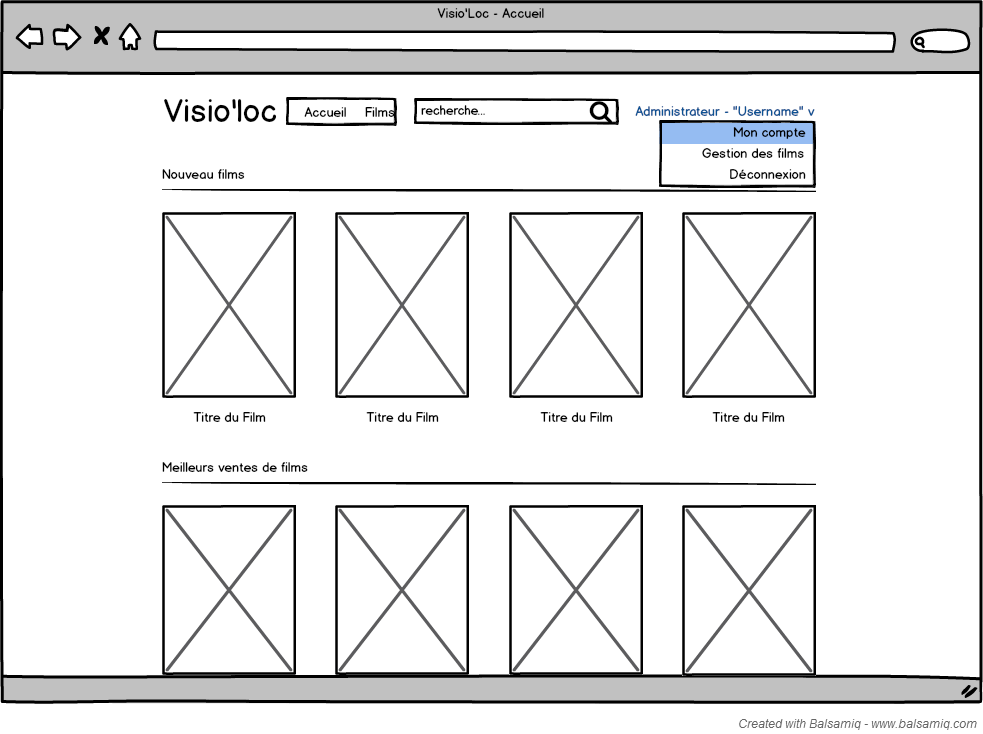 Visio'Loc - Accueil
Visio'loc
Accueil Films
recherche...
Administrateur - "Username" v
Mon compte
Gestion des films
Déconnexion
Nouveau films
Titre du Film
Titre du Film
Titre du Film
Titre du Film
Meilleurs ventes de films
Created with Balsamiq - www.balsamiq.com